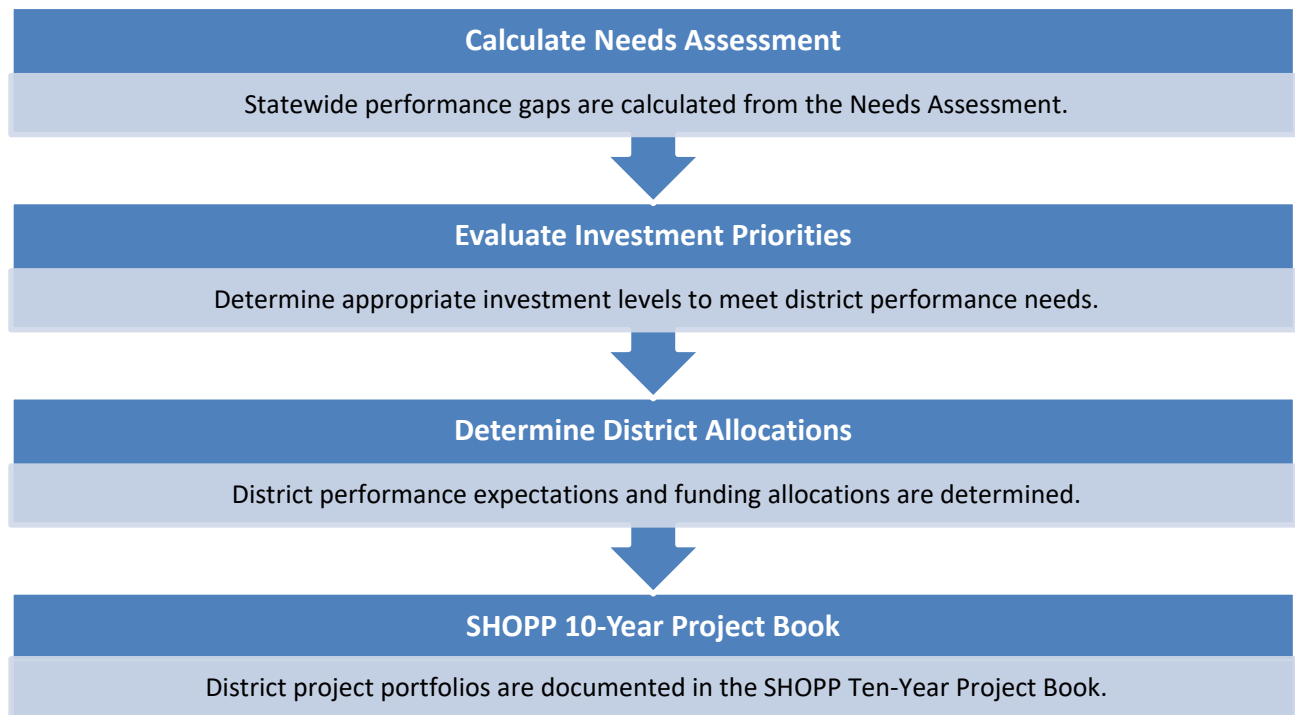 Calculate Needs Assessment
Statewide performance gaps are calculated from the Needs Assessment.
Evaluate Investment Priorities
Determine appropriate investment levels to meet district performance needs.
Determine District Allocations
District performance expectations and funding allocations are determined.
SHOPP 10-Year Project Book
District project portfolios are documented in the SHOPP Ten-Year Project Book.